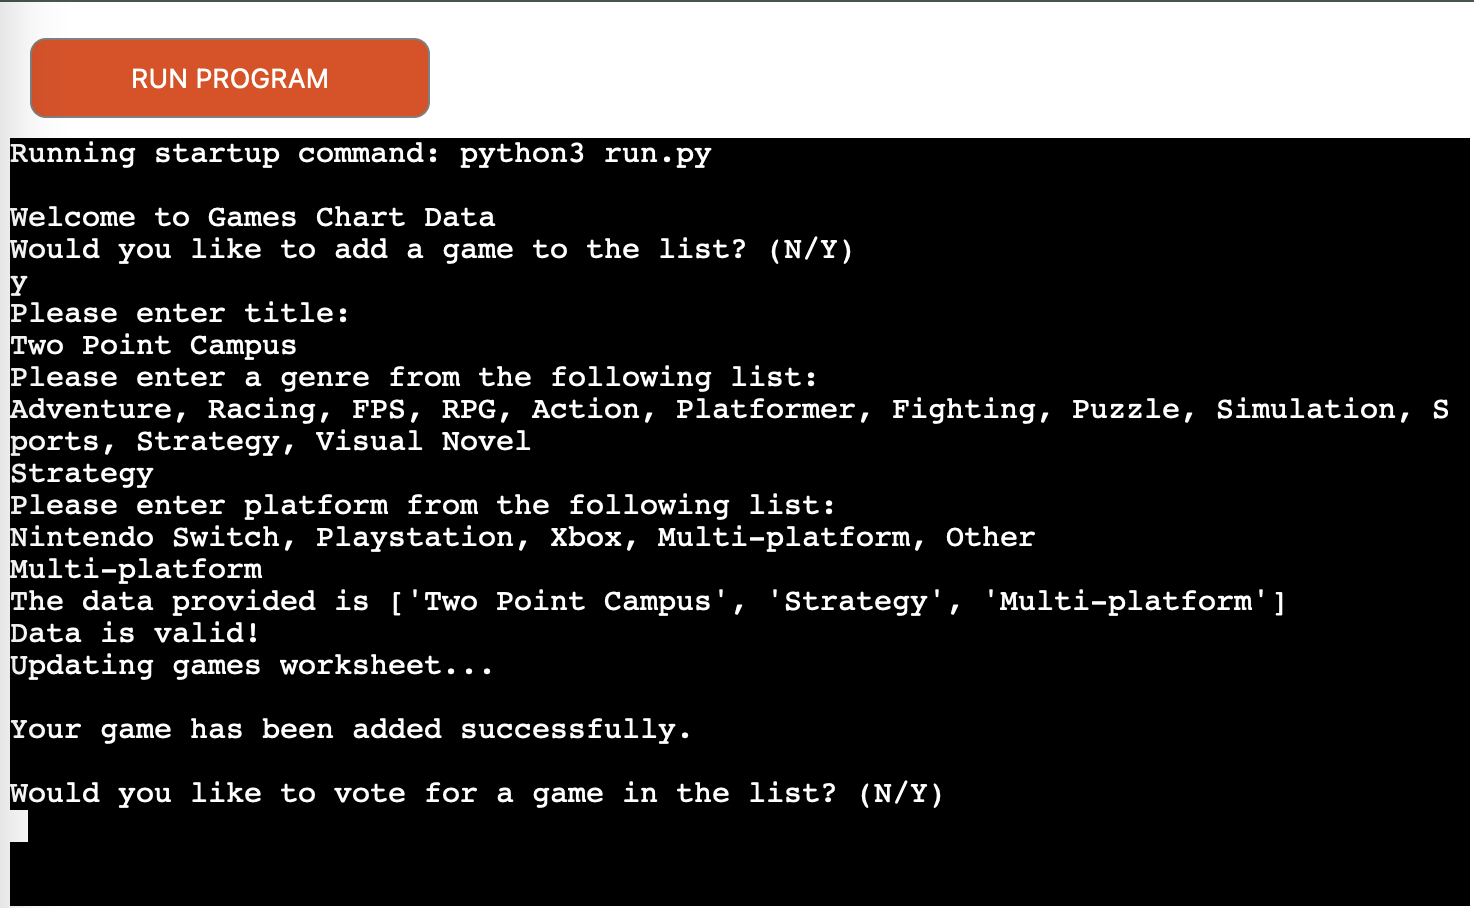 RUN PROGRAM
Running startup command: python3 run.py
Welcome to Games Chart Data
Would you like to add a game to the list? (N/Y)
y
Please enter title:
Two Point Campus
Please enter a genre from the following list:
Adventure, Racing, FPS, RPG, Action, Platformer, Fighting, Puzzle, Simulation, S
ports, Strategy, Visual Novel
Strategy
Please enter platform from the following list:
Nintendo Switch, Playstation, Xbox, Multi-platform, Other
Multi-platform
The data provided is ['Two Point Campus', 'Strategy', 'Multi-platform']
Data is valid!
Updating games worksheet...
Your game has been added successfully.
Would you like to vote for a game in the list? (N/Y)